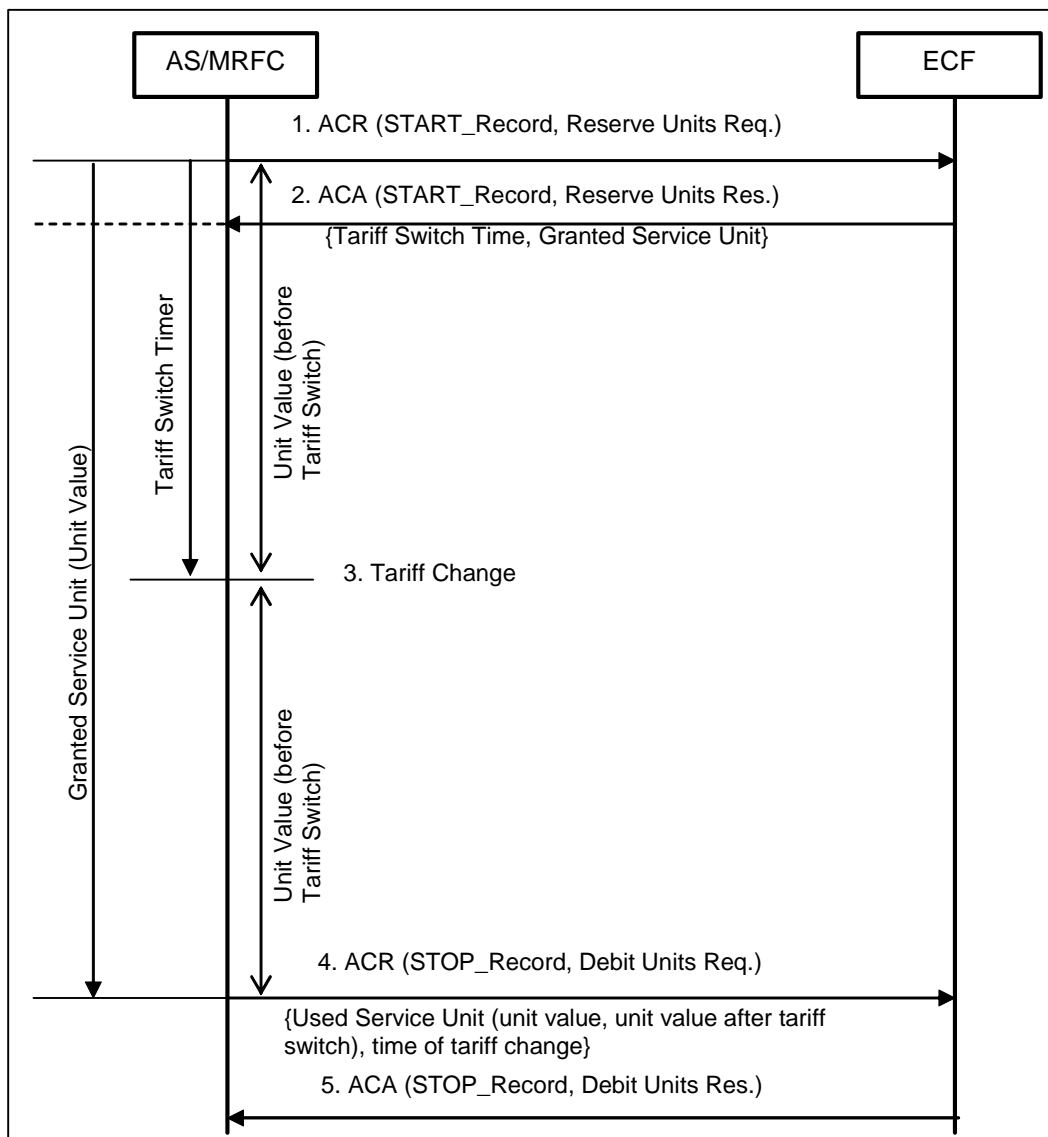 AS/MRFC
ECF
1. ACR (START_Record, Reserve Units Req.)
2. ACA (START_Record, Reserve Units Res.)
{Tariff Switch Time, Granted Service Unit}
Granted Service Unit (Unit Value)
Tariff Switch Timer
Unit Value (before
Tariff Switch)
3. Tariff Change
Unit Value (before
Tariff Switch)
4. ACR (STOP_Record, Debit Units Req.)
{Used Service Unit (unit value, unit value after tariff
switch), time of tariff change}
5. ACA (STOP_Record, Debit Units Res.)